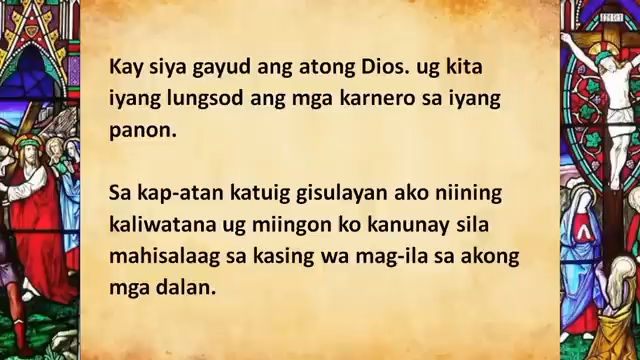 Kay siya gayud ang atong Dios. ug kita
iyang lungsod ang mga karnero sa iyang
panon.
Sa kap-atan katuig gisulayan ako niining
kaliwatana ug miingon ko kanunay sila
mahisalaag sa kasing wa mag-ila sa akong
mga dalan.